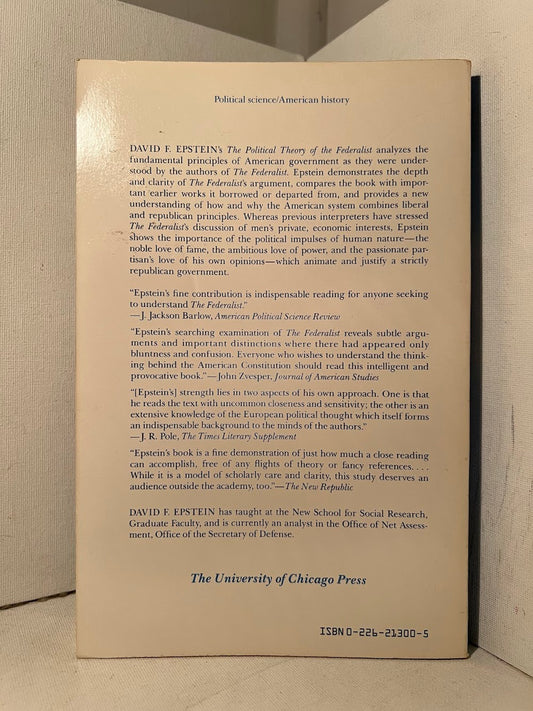 Political science/American history
DAVID F. EPSTEIN's The Political Theory of the Federalist analyzes the
fundamental principles of American government as they were under-
stood by the authors of The Federalist. Epstein demonstrates the depth
and clarity of The Federalist's argument, compares the book with impor-
tant earlier works it borrowed or departed from, and provides a new
understanding of how and why the American system combines liberal
and republican principles. Whereas previous interpreters have stressed
The Federalist's discussion of men's private, economic interests, Epstein
shows the importance of the political impulses of human nature—the
noble love of fame, the ambitious love of power, and the passionate par-
tisan's love of his own opinions—which animate and justify a strictly
republican government.
"Epstein's fine contribution is indispensable reading for anyone seeking
to understand The Federalist."
—J. Jackson Barlow, American Political Science Review
"Epstein's searching examination of The Federalist reveals subtle argu-
ments and important distinctions where there had appeared only
bluntness and confusion. Everyone who wishes to understand the think-
ing behind the American Constitution should read this intelligent and
provocative book."—John Zvesper, Journal of American Studies
"[Epstein's] strength lies in two aspects of his own approach. One is that
he reads the text with uncommon closeness and sensitivity; the other is an
extensive knowledge of the European political thought which itself forms
an indispensable background to the minds of the authors."
—J. R. Pole, The Times Literary Supplement
"Epstein's book is a fine demonstration of just how much a close reading
can accomplish, free of any flights of theory or fancy references. . . .
While it is a model of scholarly care and clarity, this study deserves an
audience outside the academy, too."—The New Republic
DAVID F. EPSTEIN has taught at the New School for Social Research,
Graduate Faculty, and is currently an analyst in the Office of Net Assess-
ment, Office of the Secretary of Defense.
The University of Chicago Press
ISBN 0-226-21300-5